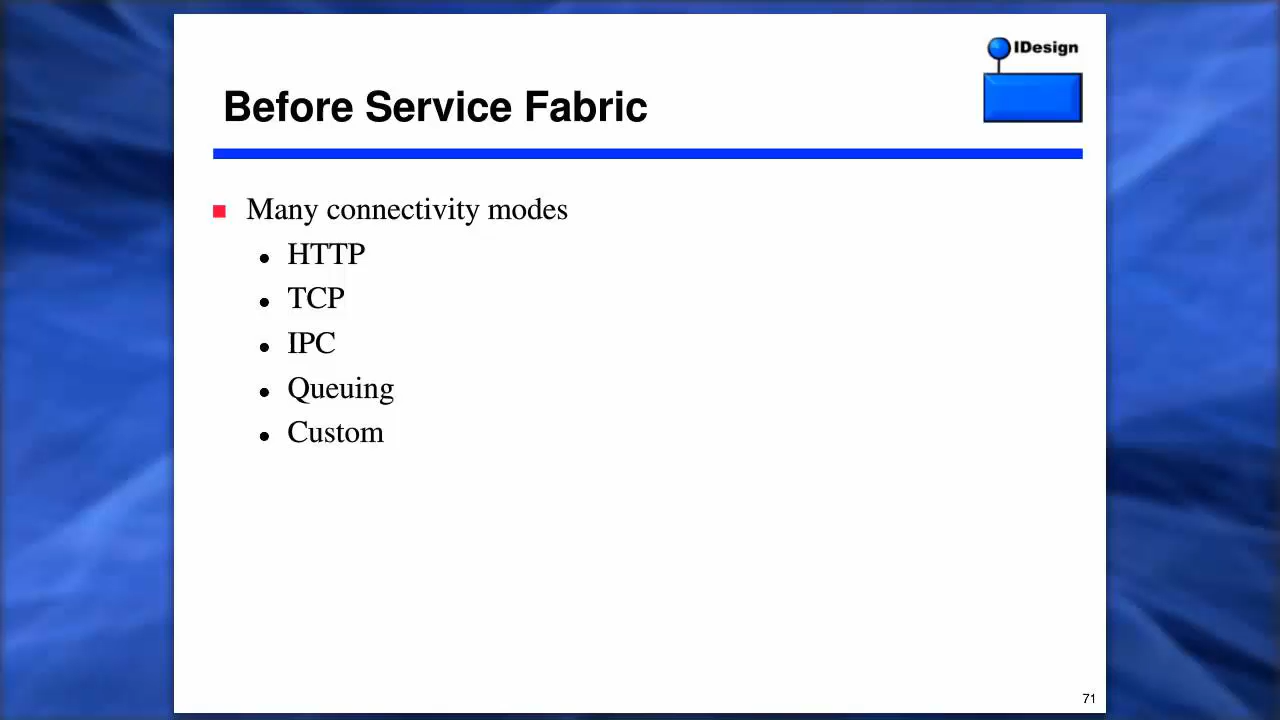 IDesign
Before Service Fabric
Many connectivity modes
HTTP
TCP
IPC
Queuing
Custom
71